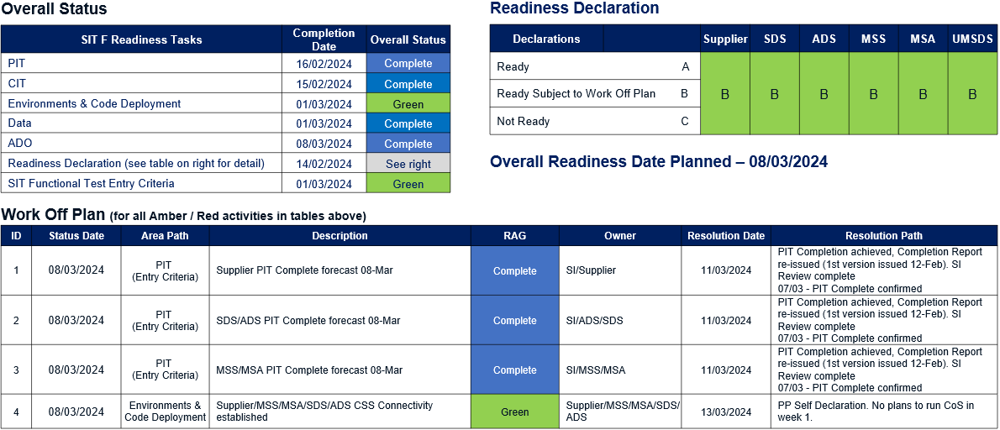 Overall Status
SIT F Readiness Tasks Completion Date Overall Status
PIT 16/02/2024 Complete
CIT 15/02/2024 Complete
Environments & Code Deployment 01/03/2024 Green
Data 01/03/2024 Complete
ADO 08/03/2024 Complete
Readiness Declaration (see table on right for detail) 14/02/2024 See right
SIT Functional Test Entry Criteria 01/03/2024 Green
Readiness Declaration
Declarations Supplier SDS ADS MSS MSA UMSDS
Ready A
Ready Subject to Work Off Plan B B B B B B B
Not Ready C
Overall Readiness Date Planned – 08/03/2024
Work Off Plan (for all Amber / Red activities in tables above)
ID Status Date Area Path Description RAG Owner Resolution Date Resolution Path
1 08/03/2024 PIT
(Entry Criteria) Supplier PIT Complete forecast 08-Mar Complete SI/Supplier 11/03/2024 PIT Completion achieved, Completion Report
re-issued (1st version issued 12-Feb). SI
Review complete
07/03 - PIT Complete confirmed
2 08/03/2024 PIT
(Entry Criteria) SDS/ADS PIT Complete forecast 08-Mar Complete SI/ADS/SDS 11/03/2024 PIT Completion achieved, Completion Report
re-issued (1st version issued 12-Feb). SI
Review complete
07/03 - PIT Complete confirmed
3 08/03/2024 PIT
(Entry Criteria) MSS/MSA PIT Complete forecast 08-Mar Complete SI/MSS/MSA 11/03/2024 PIT Completion achieved, Completion Report
re-issued (1st version issued 12-Feb). SI
Review complete
07/03 - PIT Complete confirmed
4 08/03/2024 Environments &
Code Deployment Supplier/MSS/MSA/SDS/ADS CSS Connectivity
established Green Supplier/MSS/MSA/SDS/
ADS 13/03/2024 PP Self Declaration. No plans to run CoS in
week 1.